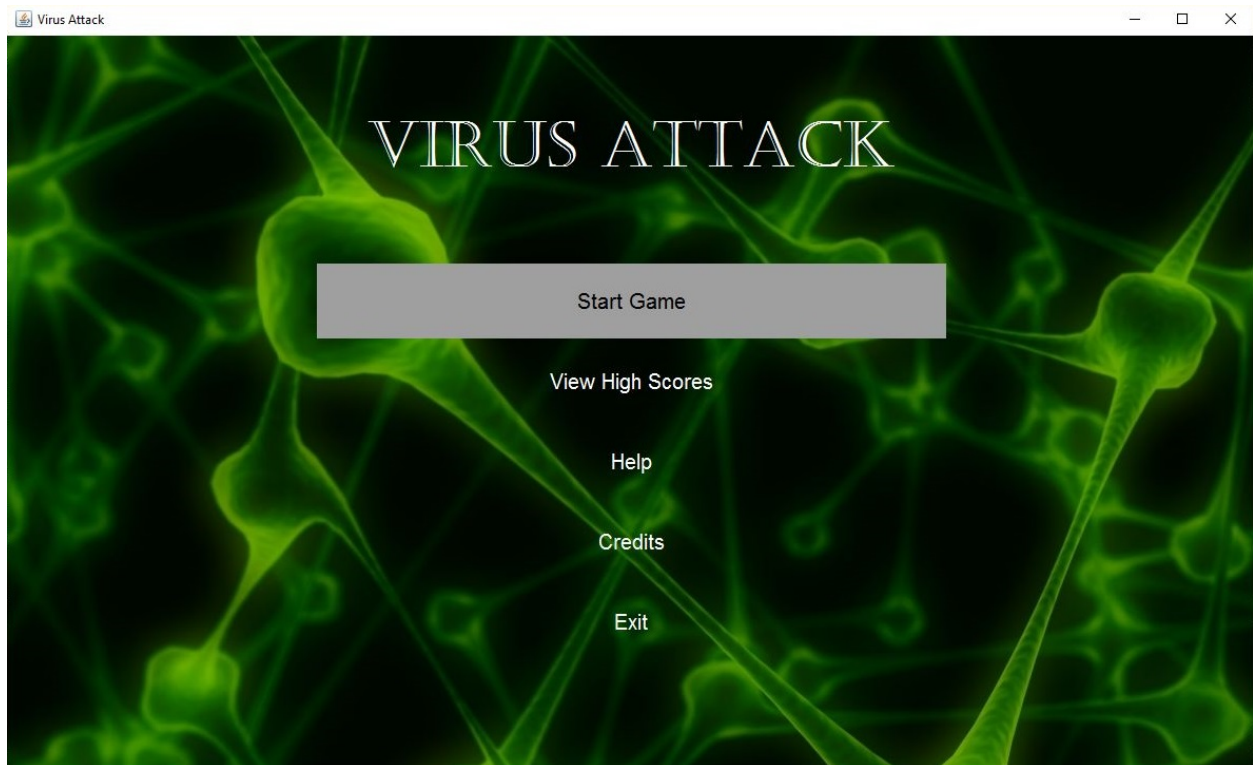 Virus Attack
VIRUS ATTACK
Start Game
View High Scores
Help
Credits
Exit